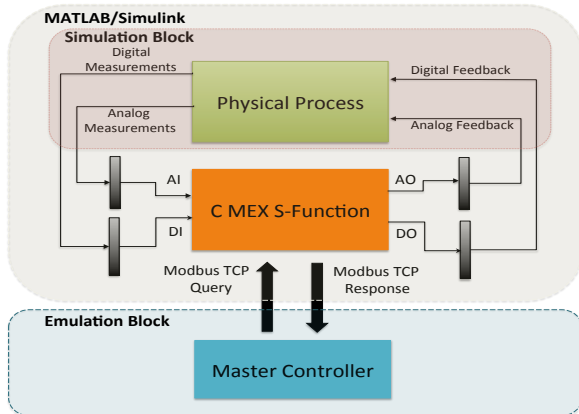 MATLAB/Simulink
Simulation Block
Digital
Measurements
Digital Feedback
Physical Process
Analog
Measurements
Analog Feedback
AI
AO
C MEX S-Function
DI
DO
Modbus TCP
Query
Modbus TCP
Response
Emulation Block
Master Controller